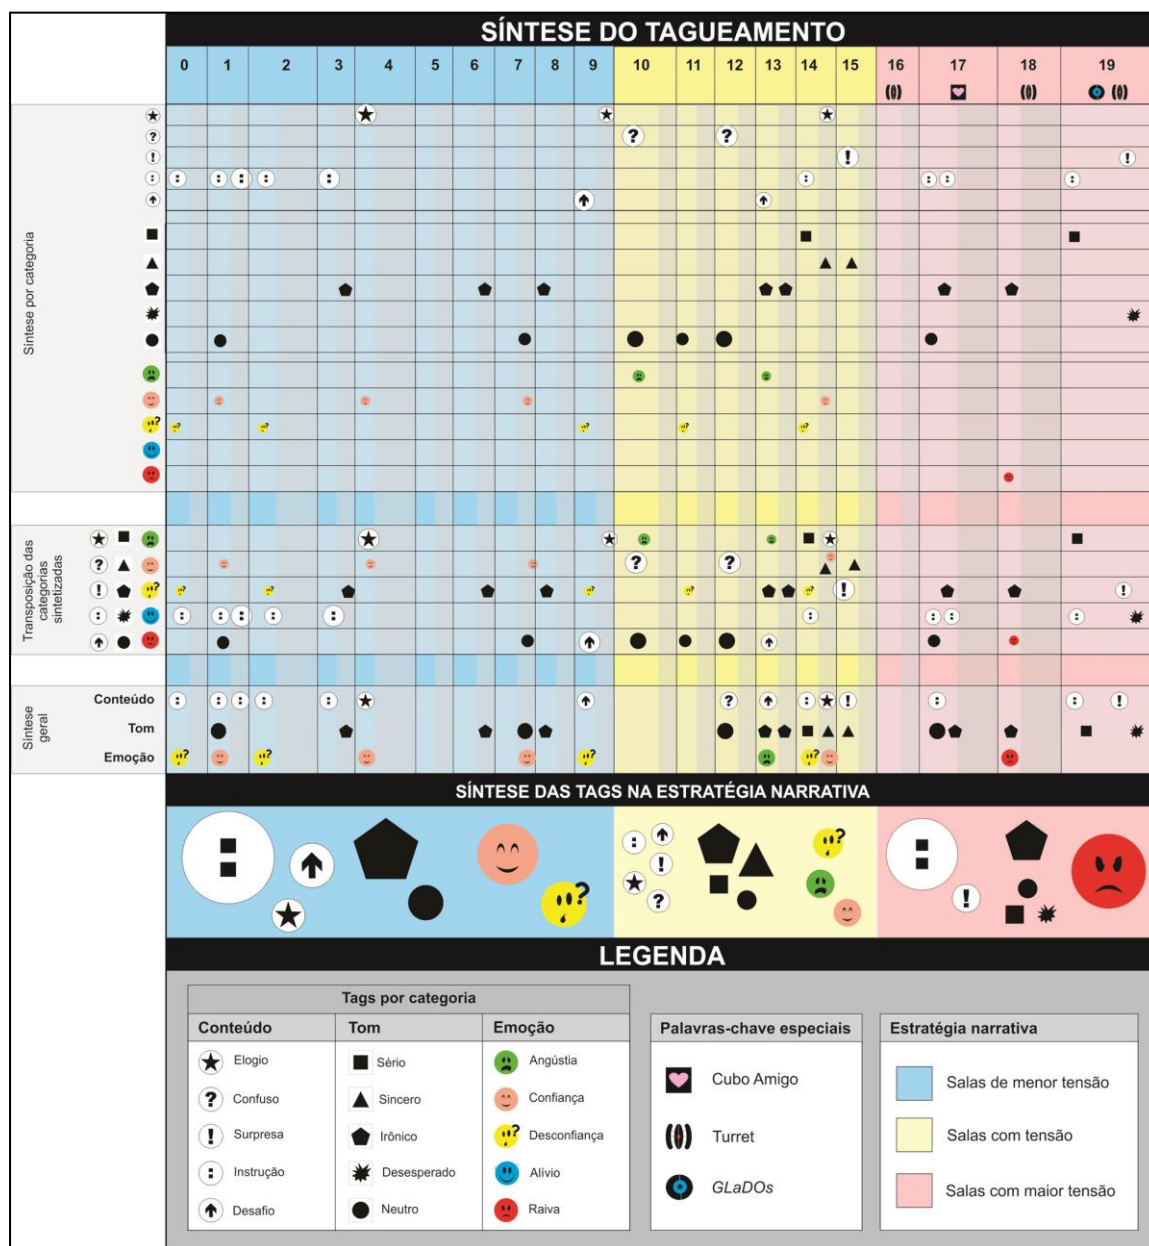 SÍNTESE DO TAGUEAMENTO
0 1 2 3 4 5 6 7 8 9 10 11 12 13 14 15 16 17 18 19
Síntese por categoria
Transposição das
categorias
sintetizadas
Síntese
geral
Conteúdo
Tom
Emoção
SÍNTESE DAS TAGS NA ESTRATÉGIA NARRATIVA
LEGENDA
Tags por categoria
Conteúdo Tom Emoção
Elogio Sério Angústia
Confuso Sincero Confiança
Surpresa Irônico Desconfiança
Instrução Desesperado Alívio
Desafio Neutro Raiva
Palavras-chave especiais
Cubo Amigo
Turret
GLaDOs
Estratégia narrativa
Salas de menor tensão
Salas com tensão
Salas com maior tensão